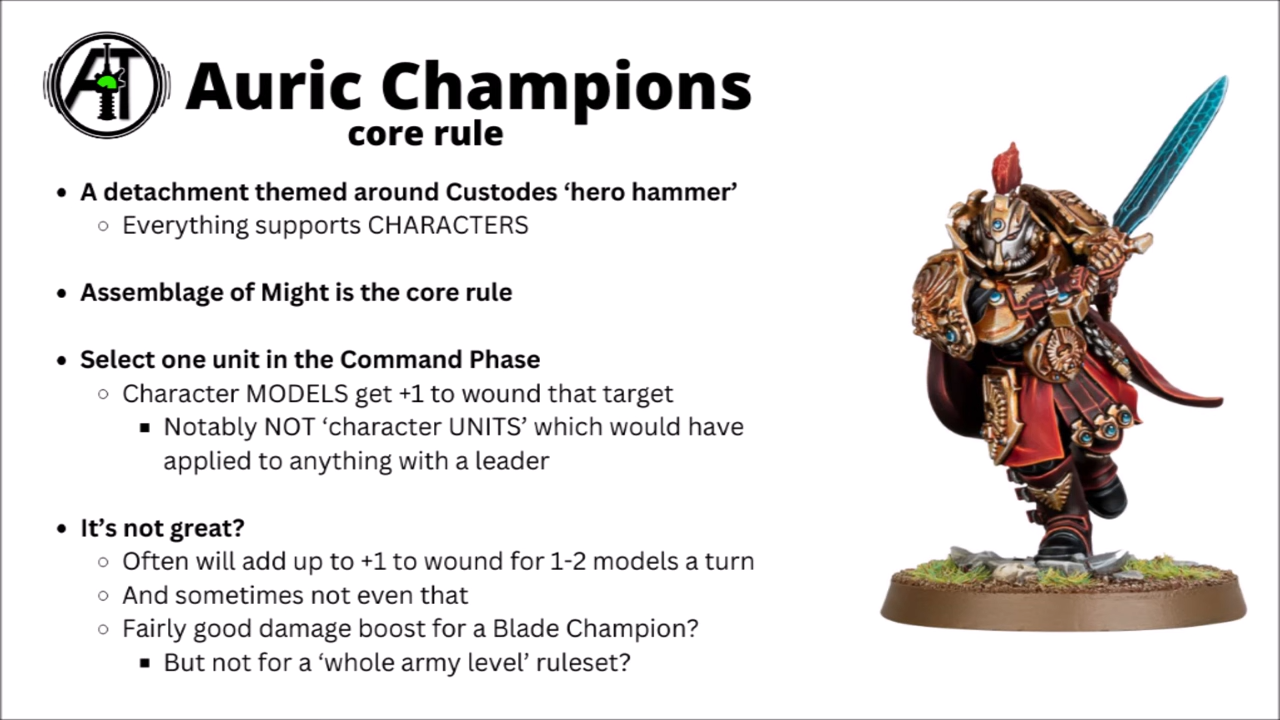 AT
Auric Champions
core rule
• A detachment themed around Custodes ‘hero hammer’
○ Everything supports CHARACTERS
• Assemblage of Might is the core rule
• Select one unit in the Command Phase
○ Character MODELS get +1 to wound that target
▪ Notably NOT ‘character UNITS’ which would have
applied to anything with a leader
• It’s not great?
○ Often will add up to +1 to wound for 1-2 models a turn
○ And sometimes not even that
○ Fairly good damage boost for a Blade Champion?
▪ But not for a ‘whole army level’ ruleset?